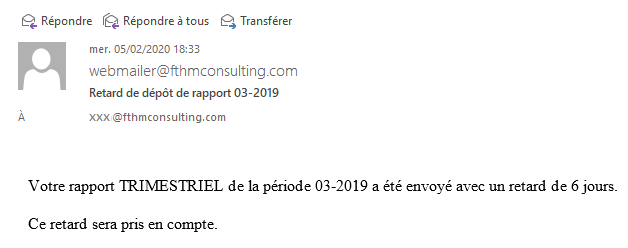 Répondre Répondre à tous Transférer
mer. 05/02/2020 18:33
webmailer@fthmconsulting.com
Retard de dépôt de rapport 03-2019
À xxx@fthmconsulting.com
Votre rapport TRIMESTRIEL de la période 03-2019 a été envoyé avec un retard de 6 jours.
Ce retard sera pris en compte.